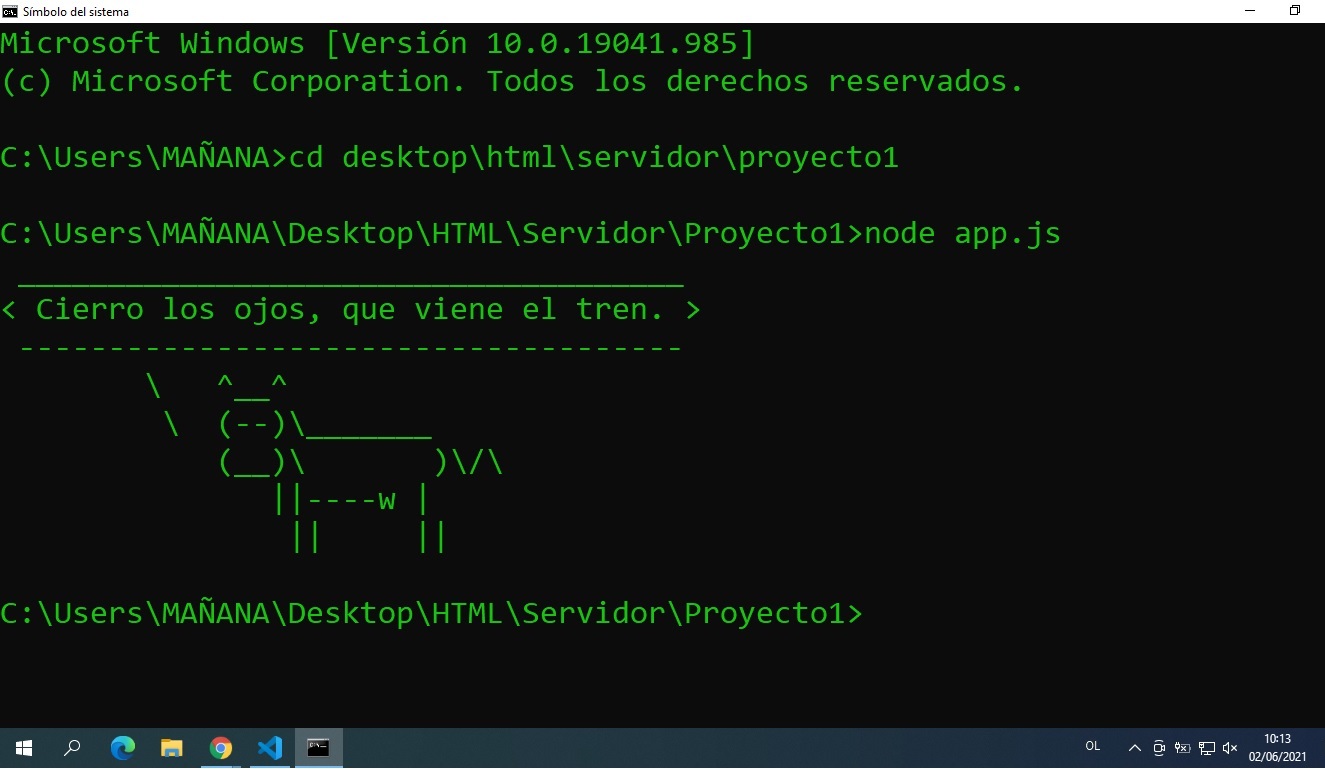 Símbolo del sistema
Microsoft Windows [Versión 10.0.19041.985]
(c) Microsoft Corporation. Todos los derechos reservados.
C:\Users\MAÑANA>cd desktop\html\servidor\proyecto1
C:\Users\MAÑANA\Desktop\HTML\Servidor\Proyecto1>node app.js
 _____________________________________
< Cierro los ojos, que viene el tren. >
 -------------------------------------
        \   ^__^
         \  (--)\_______
            (__)\       )\/\
               ||----w |
                ||     ||
C:\Users\MAÑANA\Desktop\HTML\Servidor\Proyecto1>
OL
10:13
02/06/2021